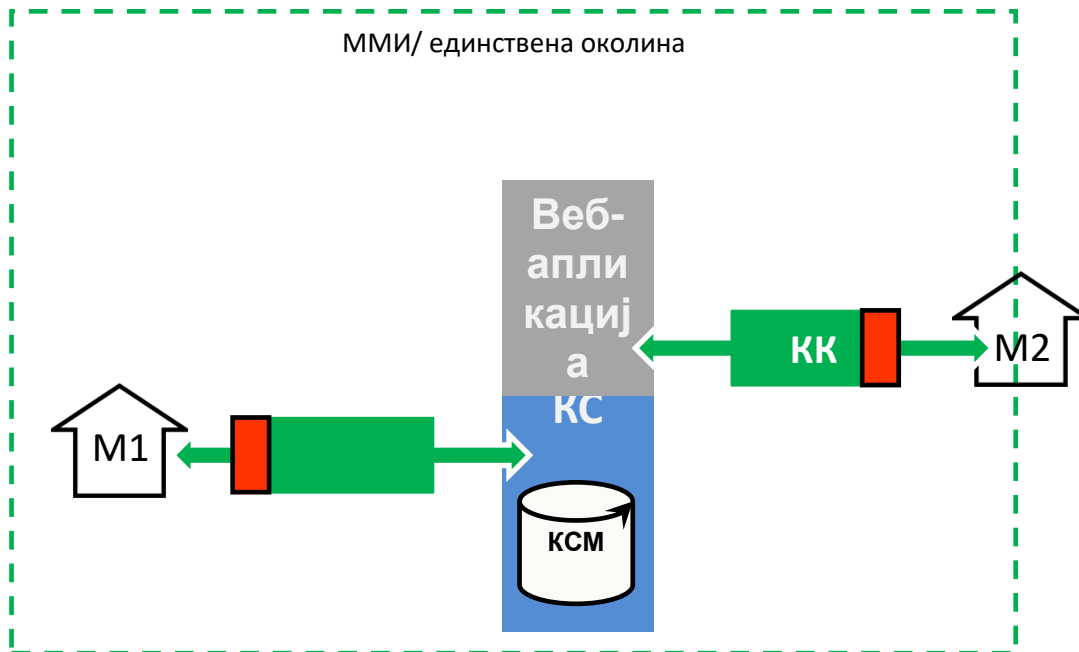 ММИ/ единствена околина
Веб-
апли
кациј
а
КС
КК
М2
М1
КСМ